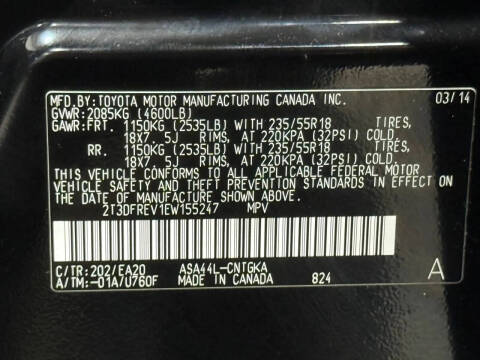 MFD.BY:TOYOTA MOTOR MANUFACTURING CANADA INC. 03/14
GVWR:2085KG (4600LB)
GAWR:FRT. 1150KG (2535LB) WITH 235/55R18 TIRES,
18X7 5J RIMS, AT 220KPA (32PSI) COLD.
RR. 1150KG (2535LB) WITH 235/55R18 TIRES,
18X7 5J RIMS, AT 220KPA (32PSI) COLD.
THIS VEHICLE CONFORMS TO ALL APPLICABLE FEDERAL MOTOR
VEHICLE SAFETY AND THEFT PREVENTION STANDARDS IN EFFECT ON
THE DATE OF MANUFACTURE SHOWN ABOVE.
2T3DFREV1EW155247 MPV
C/TR:202/EA20 ASA44L-CNTGKA A
A/TM:-01A/U760F MADE IN CANADA 824